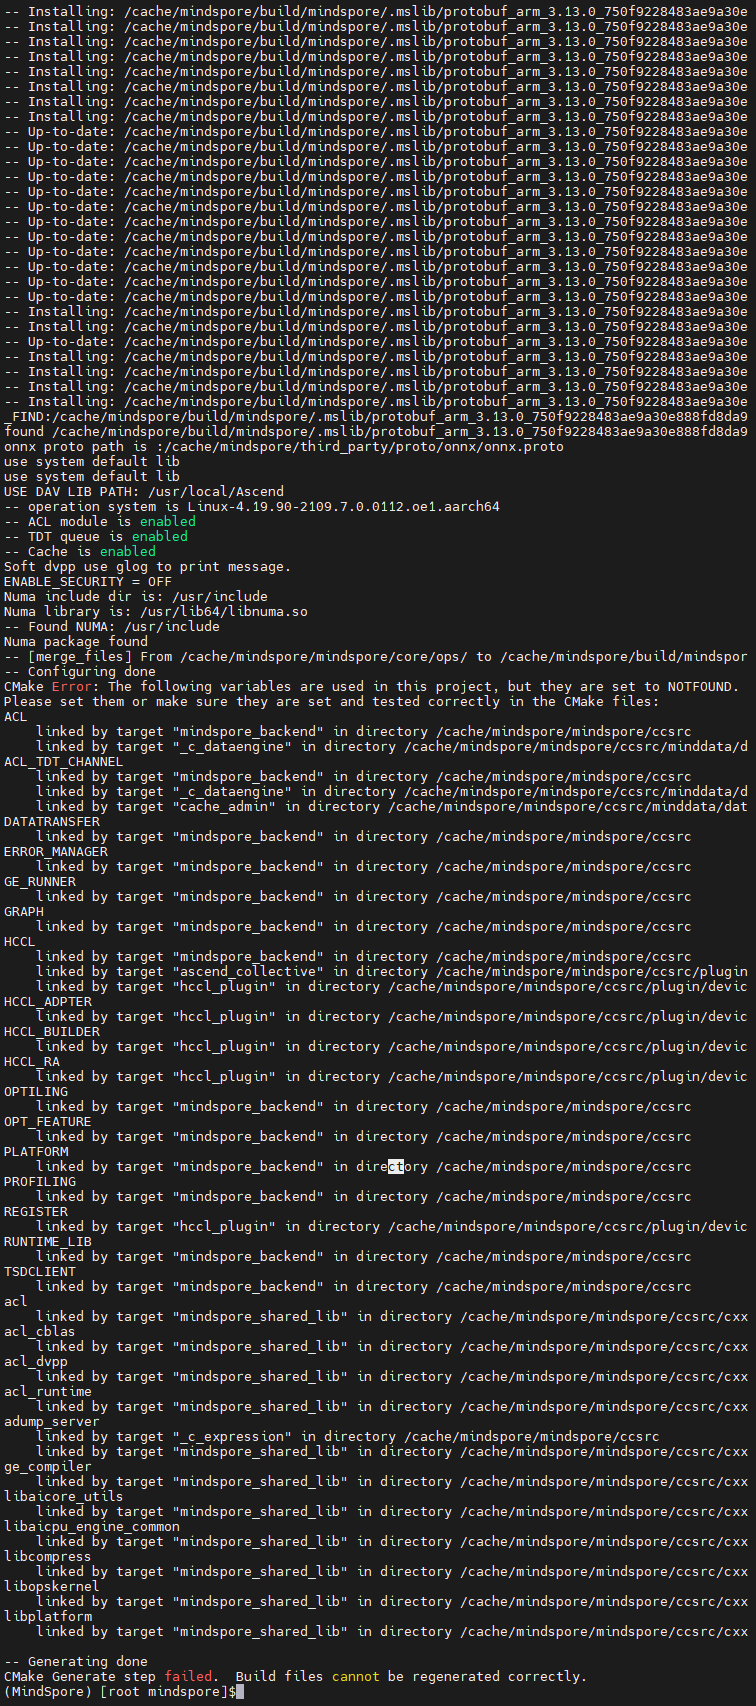 -- Installing: /cache/mindspore/build/mindspore/.mslib/protobuf_arm_3.13.0_750f9228483ae9a30e
-- Installing: /cache/mindspore/build/mindspore/.mslib/protobuf_arm_3.13.0_750f9228483ae9a30e
-- Installing: /cache/mindspore/build/mindspore/.mslib/protobuf_arm_3.13.0_750f9228483ae9a30e
-- Installing: /cache/mindspore/build/mindspore/.mslib/protobuf_arm_3.13.0_750f9228483ae9a30e
-- Installing: /cache/mindspore/build/mindspore/.mslib/protobuf_arm_3.13.0_750f9228483ae9a30e
-- Installing: /cache/mindspore/build/mindspore/.mslib/protobuf_arm_3.13.0_750f9228483ae9a30e
-- Installing: /cache/mindspore/build/mindspore/.mslib/protobuf_arm_3.13.0_750f9228483ae9a30e
-- Installing: /cache/mindspore/build/mindspore/.mslib/protobuf_arm_3.13.0_750f9228483ae9a30e
-- Up-to-date: /cache/mindspore/build/mindspore/.mslib/protobuf_arm_3.13.0_750f9228483ae9a30e
-- Up-to-date: /cache/mindspore/build/mindspore/.mslib/protobuf_arm_3.13.0_750f9228483ae9a30e
-- Up-to-date: /cache/mindspore/build/mindspore/.mslib/protobuf_arm_3.13.0_750f9228483ae9a30e
-- Up-to-date: /cache/mindspore/build/mindspore/.mslib/protobuf_arm_3.13.0_750f9228483ae9a30e
-- Up-to-date: /cache/mindspore/build/mindspore/.mslib/protobuf_arm_3.13.0_750f9228483ae9a30e
-- Up-to-date: /cache/mindspore/build/mindspore/.mslib/protobuf_arm_3.13.0_750f9228483ae9a30e
-- Up-to-date: /cache/mindspore/build/mindspore/.mslib/protobuf_arm_3.13.0_750f9228483ae9a30e
-- Up-to-date: /cache/mindspore/build/mindspore/.mslib/protobuf_arm_3.13.0_750f9228483ae9a30e
-- Up-to-date: /cache/mindspore/build/mindspore/.mslib/protobuf_arm_3.13.0_750f9228483ae9a30e
-- Up-to-date: /cache/mindspore/build/mindspore/.mslib/protobuf_arm_3.13.0_750f9228483ae9a30e
-- Up-to-date: /cache/mindspore/build/mindspore/.mslib/protobuf_arm_3.13.0_750f9228483ae9a30e
-- Up-to-date: /cache/mindspore/build/mindspore/.mslib/protobuf_arm_3.13.0_750f9228483ae9a30e
-- Installing: /cache/mindspore/build/mindspore/.mslib/protobuf_arm_3.13.0_750f9228483ae9a30e
-- Installing: /cache/mindspore/build/mindspore/.mslib/protobuf_arm_3.13.0_750f9228483ae9a30e
-- Up-to-date: /cache/mindspore/build/mindspore/.mslib/protobuf_arm_3.13.0_750f9228483ae9a30e
-- Installing: /cache/mindspore/build/mindspore/.mslib/protobuf_arm_3.13.0_750f9228483ae9a30e
-- Installing: /cache/mindspore/build/mindspore/.mslib/protobuf_arm_3.13.0_750f9228483ae9a30e
-- Installing: /cache/mindspore/build/mindspore/.mslib/protobuf_arm_3.13.0_750f9228483ae9a30e
-- Installing: /cache/mindspore/build/mindspore/.mslib/protobuf_arm_3.13.0_750f9228483ae9a30e
_FIND:/cache/mindspore/build/mindspore/.mslib/protobuf_arm_3.13.0_750f9228483ae9a30e888fd8da9
found /cache/mindspore/build/mindspore/.mslib/protobuf_arm_3.13.0_750f9228483ae9a30e888fd8da9
onnx proto path is :/cache/mindspore/third_party/proto/onnx/onnx.proto
use system default lib
use system default lib
USE DAV LIB PATH: /usr/local/Ascend
-- operation system is Linux-4.19.90-2109.7.0.0112.oe1.aarch64
-- ACL module is enabled
-- TDT queue is enabled
-- Cache is enabled
Soft dvpp use glog to print message.
ENABLE_SECURITY = OFF
Numa include dir is: /usr/include
Numa library is: /usr/lib64/libnuma.so
-- Found NUMA: /usr/include
Numa package found
-- [merge_files] From /cache/mindspore/mindspore/core/ops/ to /cache/mindspore/build/mindspor
-- Configuring done
CMake Error: The following variables are used in this project, but they are set to NOTFOUND.
Please set them or make sure they are set and tested correctly in the CMake files:
ACL
    linked by target "mindspore_backend" in directory /cache/mindspore/mindspore/ccsrc
    linked by target "_c_dataengine" in directory /cache/mindspore/mindspore/ccsrc/minddata/d
ACL_TDT_CHANNEL
    linked by target "mindspore_backend" in directory /cache/mindspore/mindspore/ccsrc
    linked by target "_c_dataengine" in directory /cache/mindspore/mindspore/ccsrc/minddata/d
    linked by target "cache_admin" in directory /cache/mindspore/mindspore/ccsrc/minddata/dat
DATATRANSFER
    linked by target "mindspore_backend" in directory /cache/mindspore/mindspore/ccsrc
ERROR_MANAGER
    linked by target "mindspore_backend" in directory /cache/mindspore/mindspore/ccsrc
GE_RUNNER
    linked by target "mindspore_backend" in directory /cache/mindspore/mindspore/ccsrc
GRAPH
    linked by target "mindspore_backend" in directory /cache/mindspore/mindspore/ccsrc
HCCL
    linked by target "mindspore_backend" in directory /cache/mindspore/mindspore/ccsrc
    linked by target "ascend_collective" in directory /cache/mindspore/mindspore/ccsrc/plugin
    linked by target "hccl_plugin" in directory /cache/mindspore/mindspore/ccsrc/plugin/devic
HCCL_ADPTER
    linked by target "hccl_plugin" in directory /cache/mindspore/mindspore/ccsrc/plugin/devic
HCCL_BUILDER
    linked by target "hccl_plugin" in directory /cache/mindspore/mindspore/ccsrc/plugin/devic
HCCL_RA
    linked by target "hccl_plugin" in directory /cache/mindspore/mindspore/ccsrc/plugin/devic
OPTILING
    linked by target "mindspore_backend" in directory /cache/mindspore/mindspore/ccsrc
OPT_FEATURE
    linked by target "mindspore_backend" in directory /cache/mindspore/mindspore/ccsrc
PLATFORM
    linked by target "mindspore_backend" in directory /cache/mindspore/mindspore/ccsrc
PROFILING
    linked by target "mindspore_backend" in directory /cache/mindspore/mindspore/ccsrc
REGISTER
    linked by target "hccl_plugin" in directory /cache/mindspore/mindspore/ccsrc/plugin/devic
RUNTIME_LIB
    linked by target "mindspore_backend" in directory /cache/mindspore/mindspore/ccsrc
TSDCLIENT
    linked by target "mindspore_backend" in directory /cache/mindspore/mindspore/ccsrc
acl
    linked by target "mindspore_shared_lib" in directory /cache/mindspore/mindspore/ccsrc/cxx
acl_cblas
    linked by target "mindspore_shared_lib" in directory /cache/mindspore/mindspore/ccsrc/cxx
acl_dvpp
    linked by target "mindspore_shared_lib" in directory /cache/mindspore/mindspore/ccsrc/cxx
acl_runtime
    linked by target "mindspore_shared_lib" in directory /cache/mindspore/mindspore/ccsrc/cxx
adump_server
    linked by target "_c_expression" in directory /cache/mindspore/mindspore/ccsrc
    linked by target "mindspore_shared_lib" in directory /cache/mindspore/mindspore/ccsrc/cxx
ge_compiler
    linked by target "mindspore_shared_lib" in directory /cache/mindspore/mindspore/ccsrc/cxx
libaicore_utils
    linked by target "mindspore_shared_lib" in directory /cache/mindspore/mindspore/ccsrc/cxx
libaicpu_engine_common
    linked by target "mindspore_shared_lib" in directory /cache/mindspore/mindspore/ccsrc/cxx
libcompress
    linked by target "mindspore_shared_lib" in directory /cache/mindspore/mindspore/ccsrc/cxx
libopskernel
    linked by target "mindspore_shared_lib" in directory /cache/mindspore/mindspore/ccsrc/cxx
libplatform
    linked by target "mindspore_shared_lib" in directory /cache/mindspore/mindspore/ccsrc/cxx
-- Generating done
CMake Generate step failed.  Build files cannot be regenerated correctly.
(MindSpore) [root mindspore]$